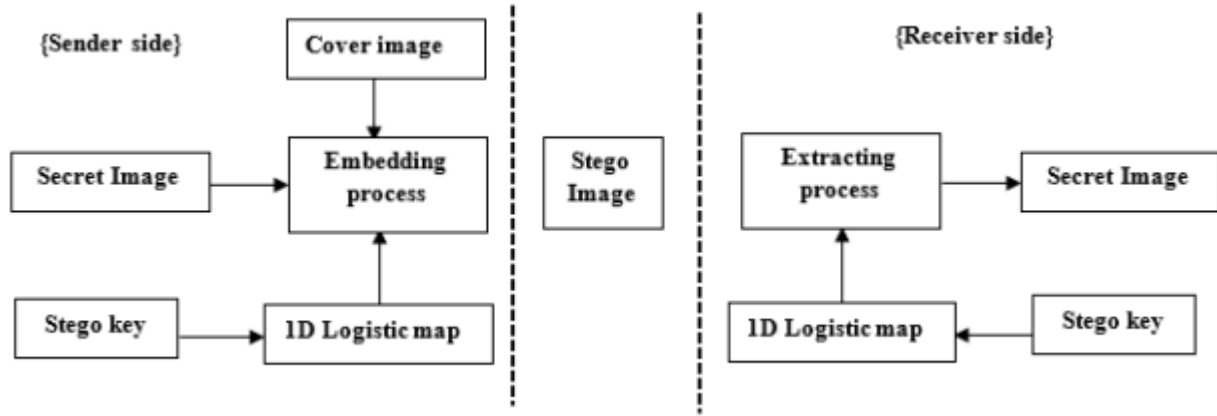 {Sender side}
Cover image
Secret Image
Embedding
process
Stego key
1D Logistic map
Stego
Image
{Receiver side}
Extracting
process
Secret Image
1D Logistic map
Stego key